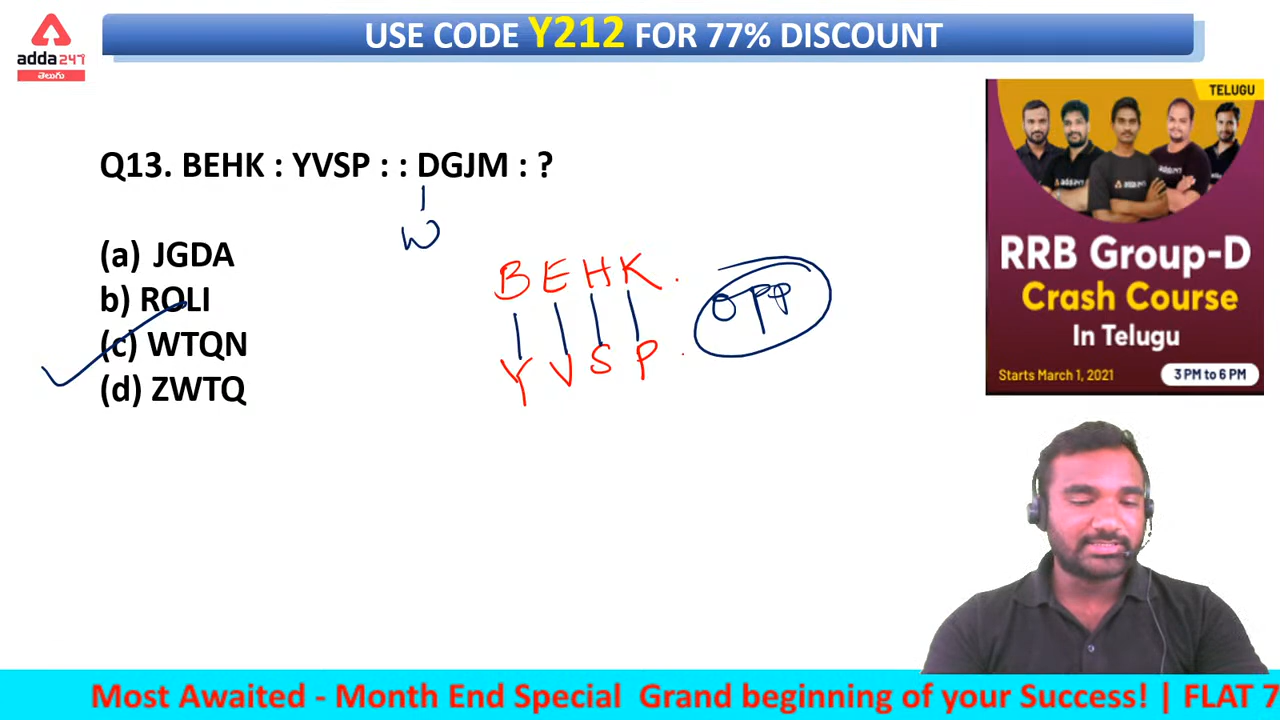 USE CODE Y212 FOR 77% DISCOUNT
adda247
తెలుగు
TELUGU
Q13. BEHK : YVSP : : DGJM : ?
W
(a) JGDA
b) ROLI
(c) WTQN
(d) ZWTQ
B E H K .
OPP
Y V S P .
RRB Group-D
Crash Course
In Telugu
Starts March 1, 2021
3 PM to 6 PM
Most Awaited - Month End Special Grand beginning of your Success! | FLAT 7